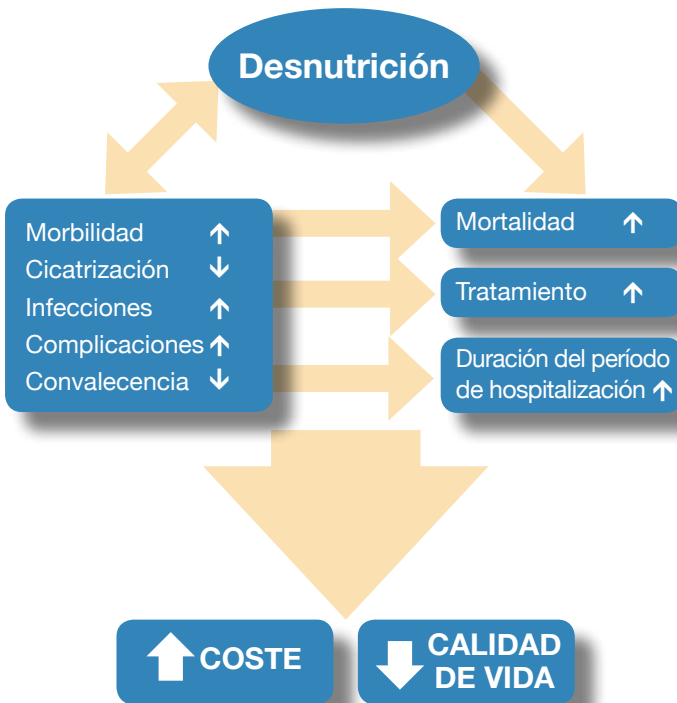 Desnutrición
Morbilidad ↑
Cicatrización ↓
Infecciones ↑
Complicaciones ↑
Convalecencia ↓
Mortalidad ↑
Tratamiento ↑
Duración del período
de hospitalización ↑
COSTE
CALIDAD
DE VIDA